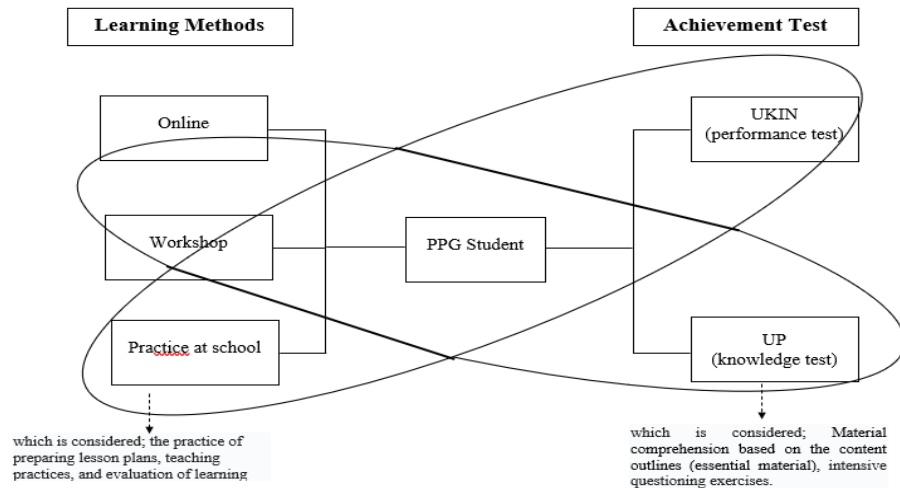 Learning Methods
Achievement Test
Online
UKIN
(performance test)
Workshop
PPG Student
Practice at school
UP
(knowledge test)
which is considered; the practice of
preparing lesson plans, teaching
practices, and evaluation of learning
which is considered; Material
comprehension based on the content
outlines (essential material), intensive
questioning exercises.